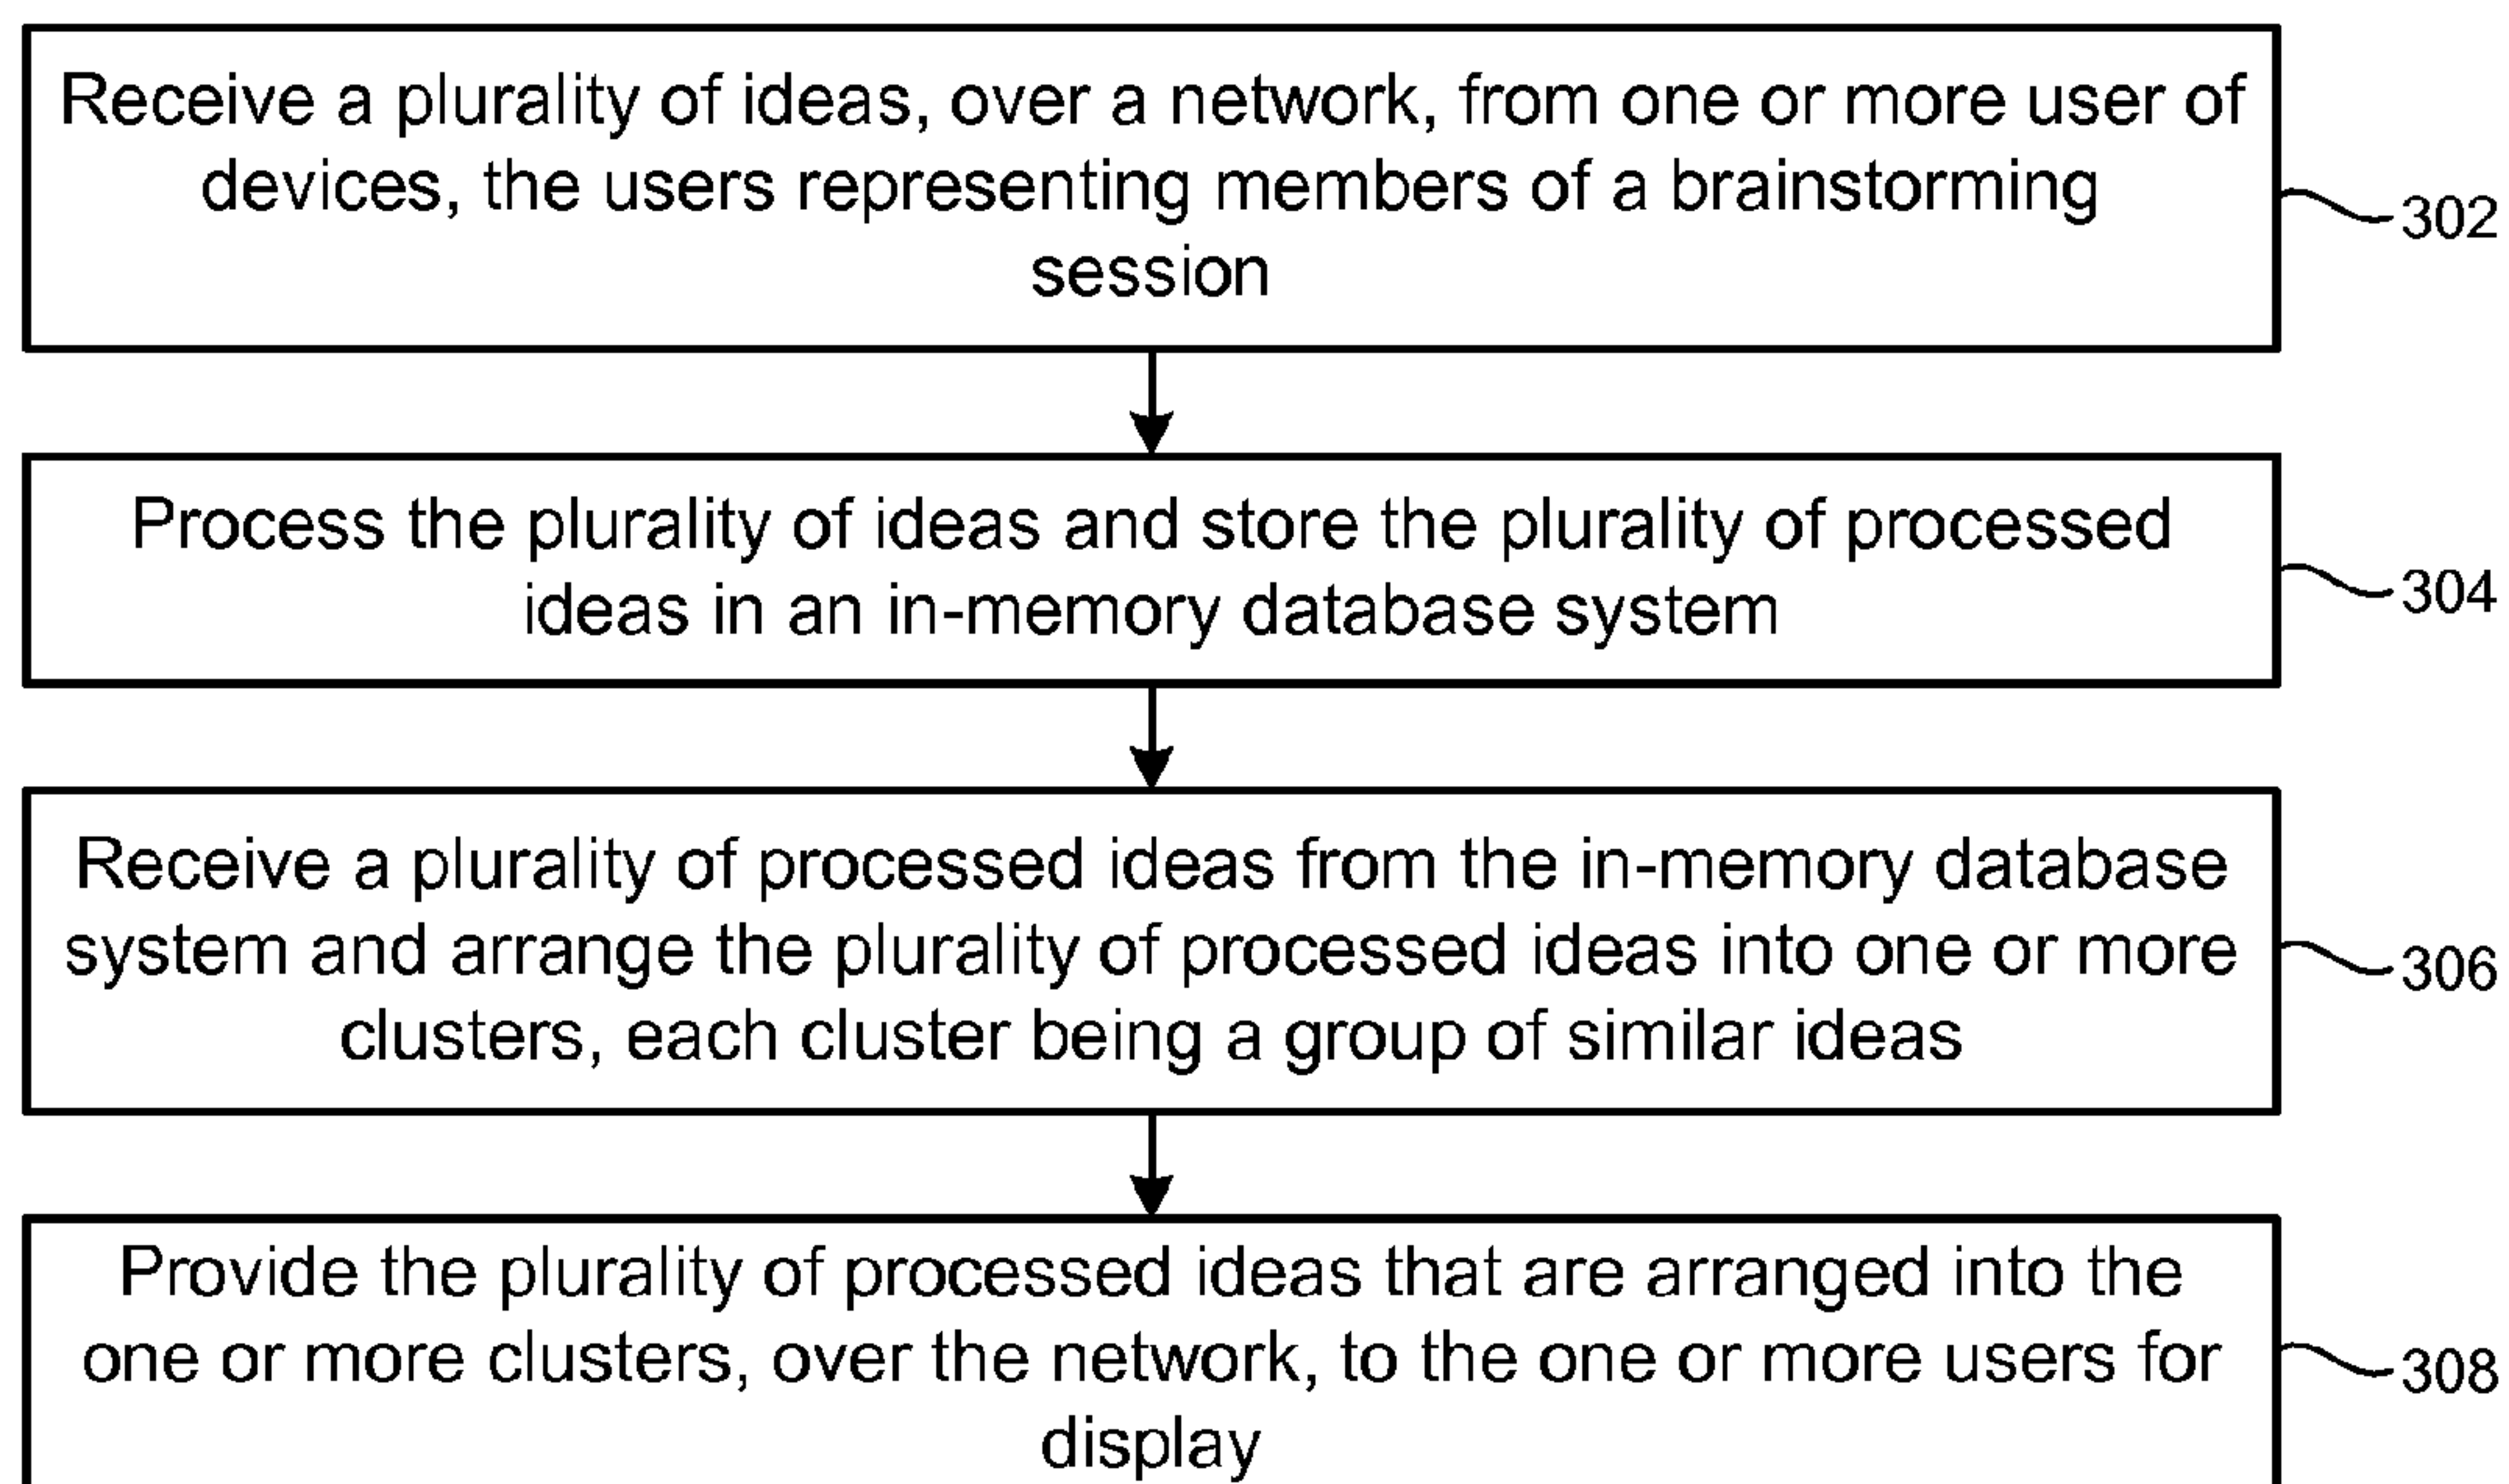 Receive a plurality of ideas, over a network, from one or more user of
devices, the users representing members of a brainstorming
session
302
Process the plurality of ideas and store the plurality of processed
ideas in an in-memory database system
304
Receive a plurality of processed ideas from the in-memory database
system and arrange the plurality of processed ideas into one or more
clusters, each cluster being a group of similar ideas
306
Provide the plurality of processed ideas that are arranged into the
one or more clusters, over the network, to the one or more users for
display
308